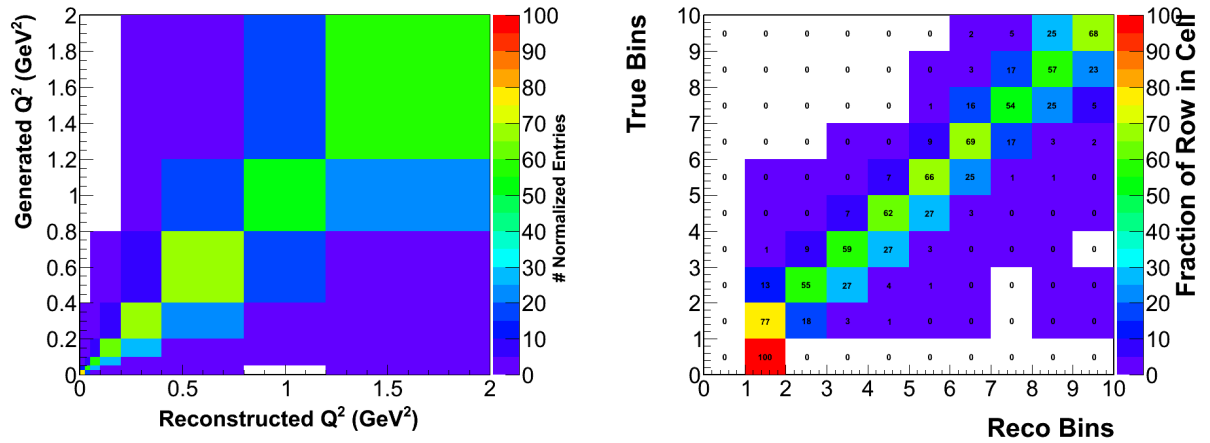 Generated Q² (GeV²)
2
1.8
1.6
1.4
1.2
1
0.8
0.6
0.4
0.2
0
0 0.5 1 1.5 2
Reconstructed Q² (GeV²)
100
90
80
70
60
50
40
30
20
10
0
# Normalized Entries
True Bins
10
9
8
7
6
5
4
3
2
1
0
0 0 0 0 0 0 2 5 25 68
0 0 0 0 0 0 3 17 57 23
0 0 0 0 0 1 16 54 25 5
0 0 0 0 0 9 69 17 3 2
0 0 0 0 7 66 25 1 1 0
0 0 0 7 62 27 3 0 0 0
0 1 9 59 27 3 0 0 0 0
0 13 55 27 4 1 0 0 0 0
0 77 18 3 1 0 0 0 0 0
0 100 0 0 0 0 0 0 0 0
0 1 2 3 4 5 6 7 8 9 10
Reco Bins
100
90
80
70
60
50
40
30
20
10
0
Fraction of Row in Cell